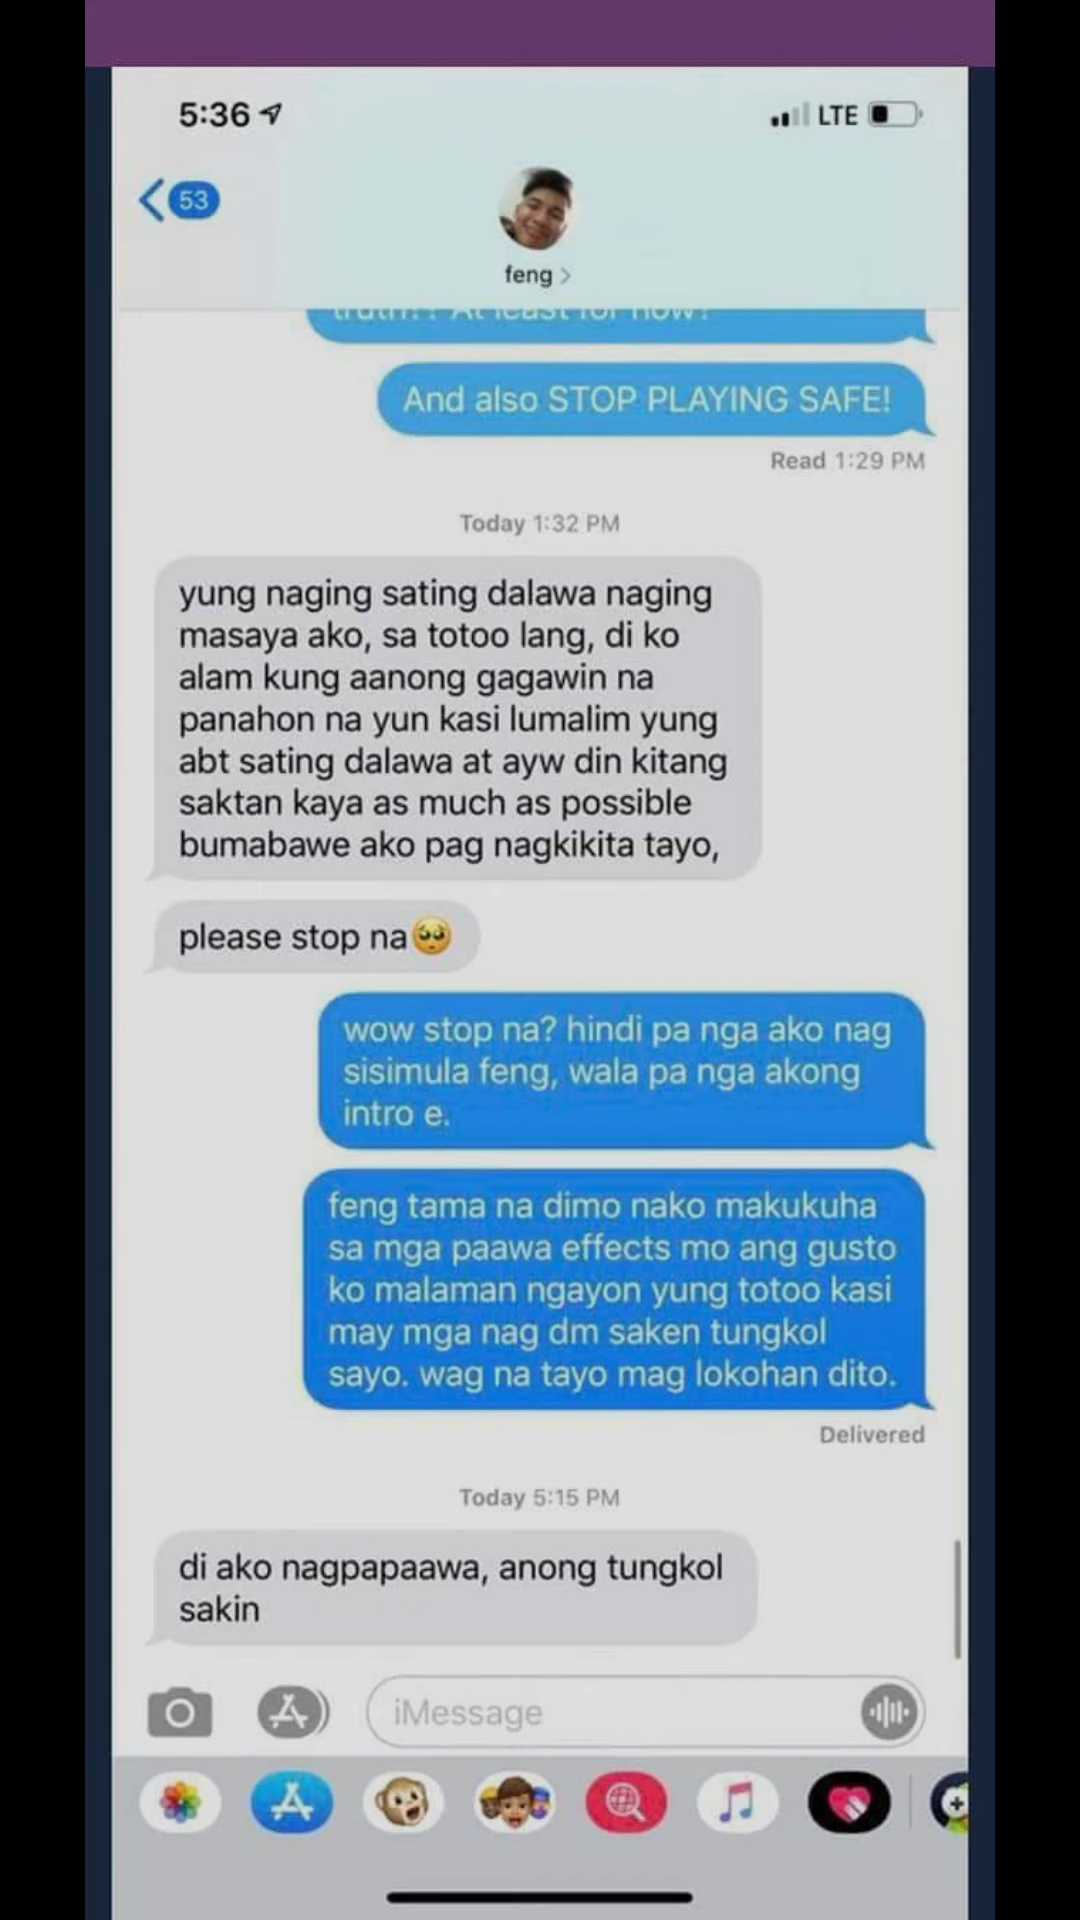 5:36
LTE
53
feng
truth?? At least for now?
And also STOP PLAYING SAFE!
Read 1:29 PM
Today 1:32 PM
yung naging sating dalawa naging
masaya ako, sa totoo lang, di ko
alam kung aanong gagawin na
panahon na yun kasi lumalim yung
abt sating dalawa at ayw din kitang
saktan kaya as much as possible
bumabawe ako pag nagkikita tayo,
please stop na🥺
wow stop na? hindi pa nga ako nag
sisimula feng, wala pa nga akong
intro e.
feng tama na dimo nako makukuha
sa mga paawa effects mo ang gusto
ko malaman ngayon yung totoo kasi
may mga nag dm saken tungkol
sayo. wag na tayo mag lokohan dito.
Delivered
Today 5:15 PM
di ako nagpapaawa, anong tungkol
sakin
iMessage